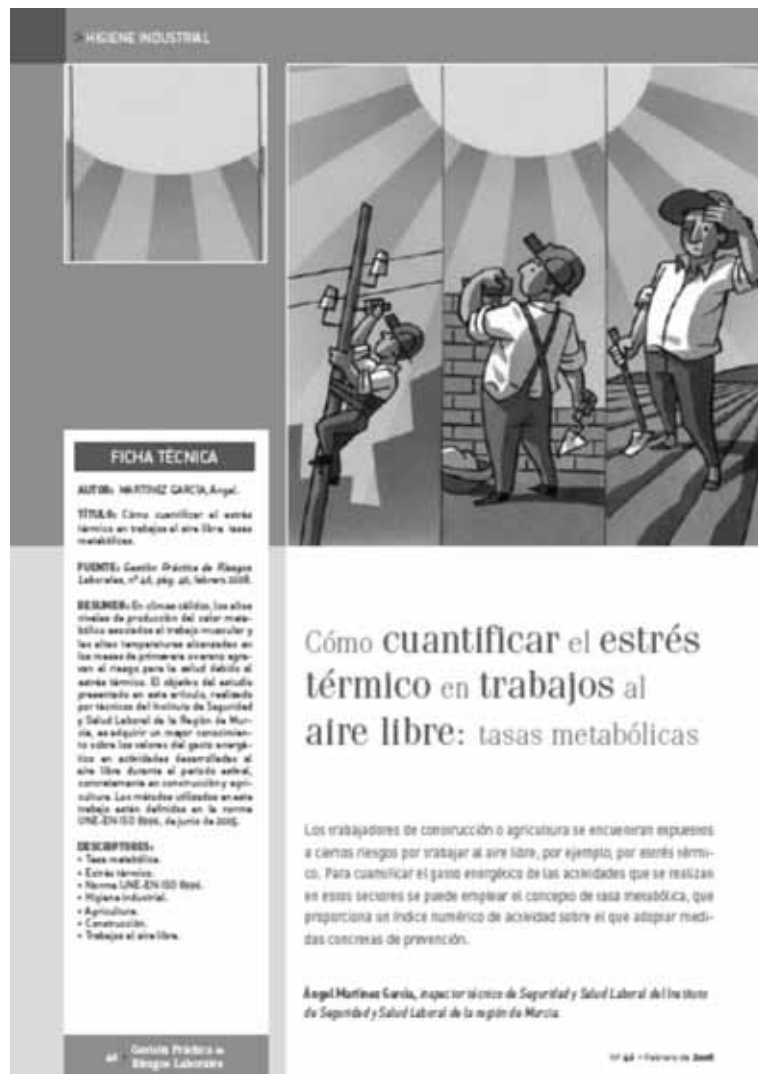 > HIGIENE INDUSTRIAL
FICHA TÉCNICA
AUTOR: MARTÍNEZ GARCÍA, Ángel.
TÍTULO: Cómo cuantificar el estrés
térmico en trabajos al aire libre: tasas
metabólicas.
FUENTE: Gestión Práctica de Riesgos
Laborales, nº pág. febrero 2008.
RESUMEN: En climas cálidos, los altos
niveles de producción del calor meta-
bólico asociados al trabajo muscular y
las altas temperaturas alcanzadas en
los meses de primavera verano agra-
van el riesgo para la salud debido al
estrés térmico. El objetivo del estudio
presentado en este artículo, realizado
por técnicos del Instituto de Seguridad
y Salud Laboral de la Región de Mur-
cia, es adquirir un mayor conocimien-
to sobre los valores del gasto energé-
tico en actividades desarrolladas al
aire libre durante el periodo estival,
concretamente en construcción y agri-
cultura. Los métodos utilizados en este
trabajo están definidos en la norma
UNE-EN ISO 8996, de junio de 2005.
DESCRIPTORES:
• Tasa metabólica.
• Estrés térmico.
• Norma UNE-EN ISO 8996.
• Higiene industrial.
• Agricultura.
• Construcción.
• Trabajos al aire libre.
Cómo cuantificar el estrés
térmico en trabajos al
aire libre: tasas metabólicas
Los trabajadores de construcción o agricultura se encuentran expuestos
a ciertos riesgos por trabajar al aire libre, por ejemplo, por estrés térmi-
co. Para cuantificar el gasto energético de las actividades que se realizan
en estos sectores se puede emplear el concepto de tasa metabólica, que
proporciona un índice numérico de actividad sobre el que adoptar medi-
das concretas de prevención.
Ángel Martínez García, inspector técnico de Seguridad y Salud Laboral del Instituto
de Seguridad y Salud Laboral de la región de Murcia.
Gestión Práctica de
Riesgos Laborales
Nº • Febrero de 2008